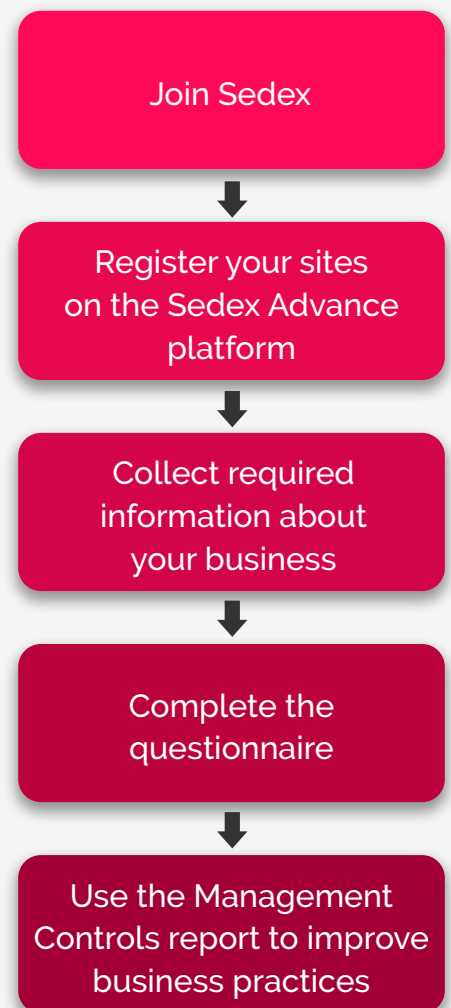 Join Sedex
Register your sites
on the Sedex Advance
platform
Collect required
information about
your business
Complete the
questionnaire
Use the Management
Controls report to improve
business practices